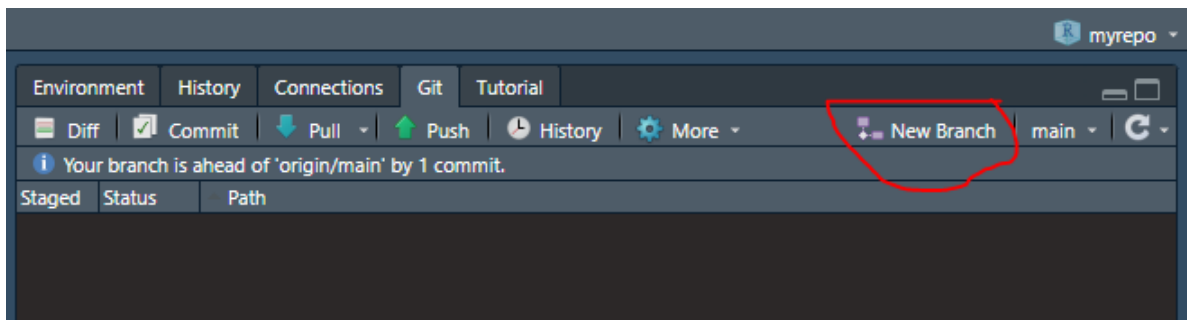 myrepo
Environment History Connections Git Tutorial
Diff Commit Pull Push History More New Branch main
Your branch is ahead of 'origin/main' by 1 commit.
Staged Status Path